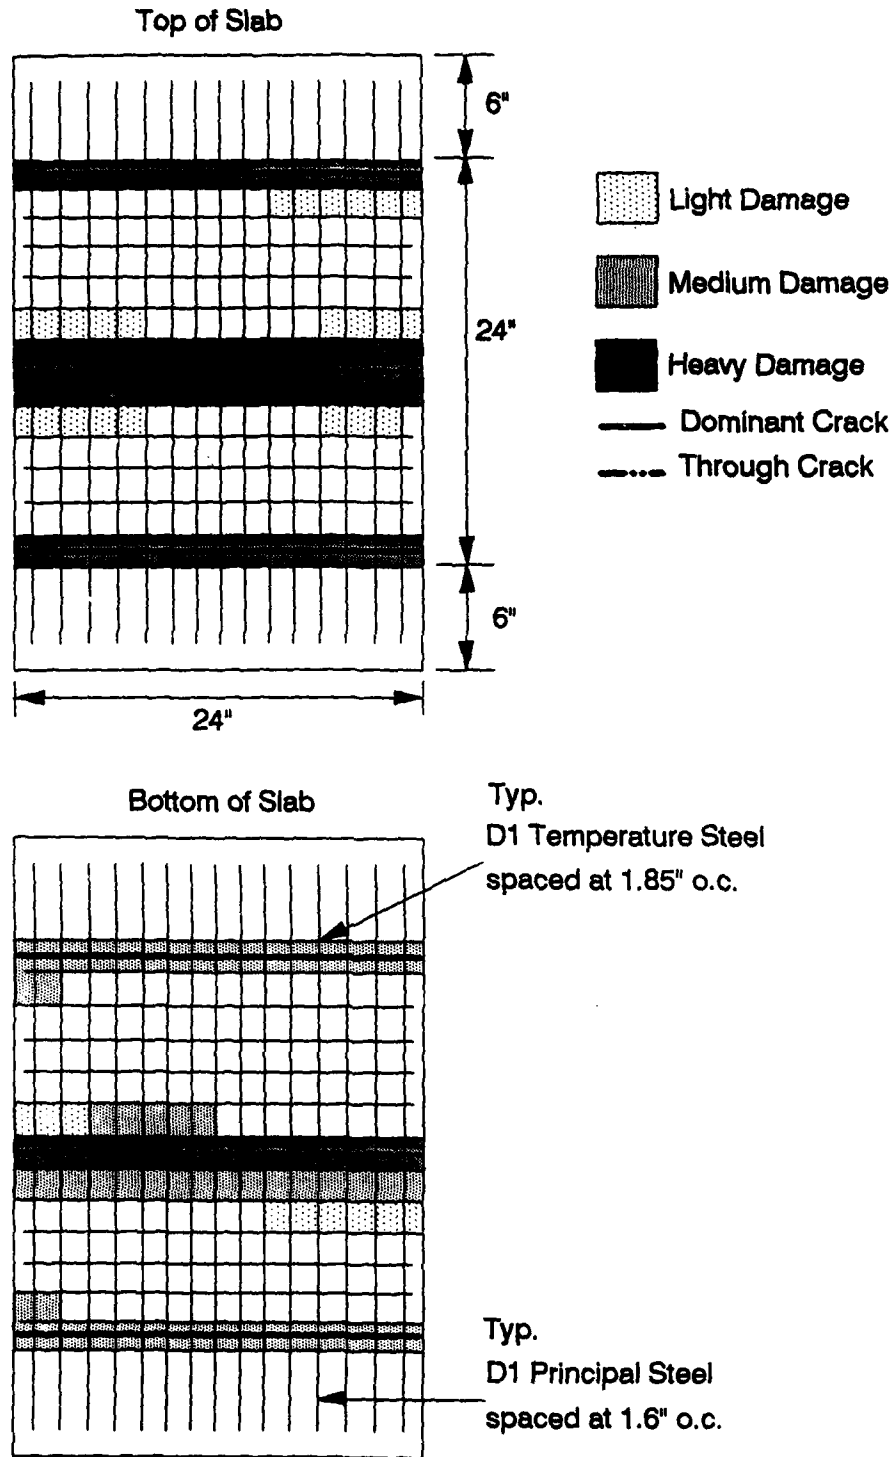 Top of Slab
6"
Light Damage
Medium Damage
24"
Heavy Damage
Dominant Crack
Through Crack
6"
24"
Bottom of Slab
Typ.
D1 Temperature Steel
spaced at 1.85" o.c.
Typ.
D1 Principal Steel
spaced at 1.6" o.c.